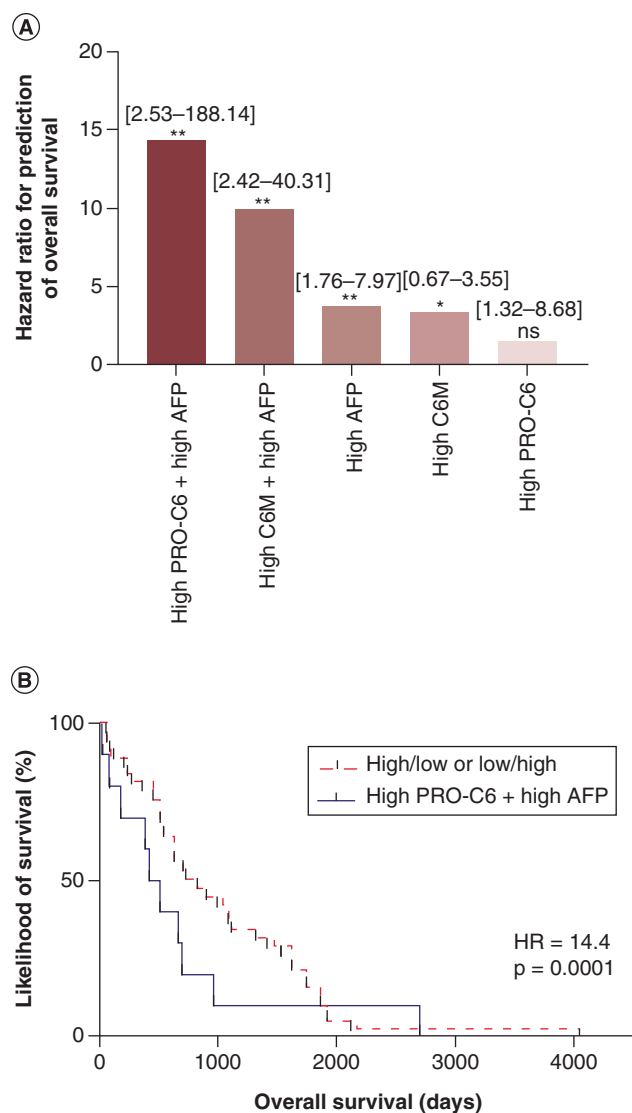 A
Hazard ratio for prediction
of overall survival
20
15
10
5
0
[2.53–188.14]
**
[2.42–40.31]
**
[1.76–7.97]
**
[0.67–3.55]
*
[1.32–8.68]
ns
High PRO-C6 + high AFP
High C6M + high AFP
High AFP
High C6M
High PRO-C6
B
Likelihood of survival (%)
100
50
0
High/low or low/high
High PRO-C6 + high AFP
HR = 14.4
p = 0.0001
0
1000
2000
3000
4000
Overall survival (days)